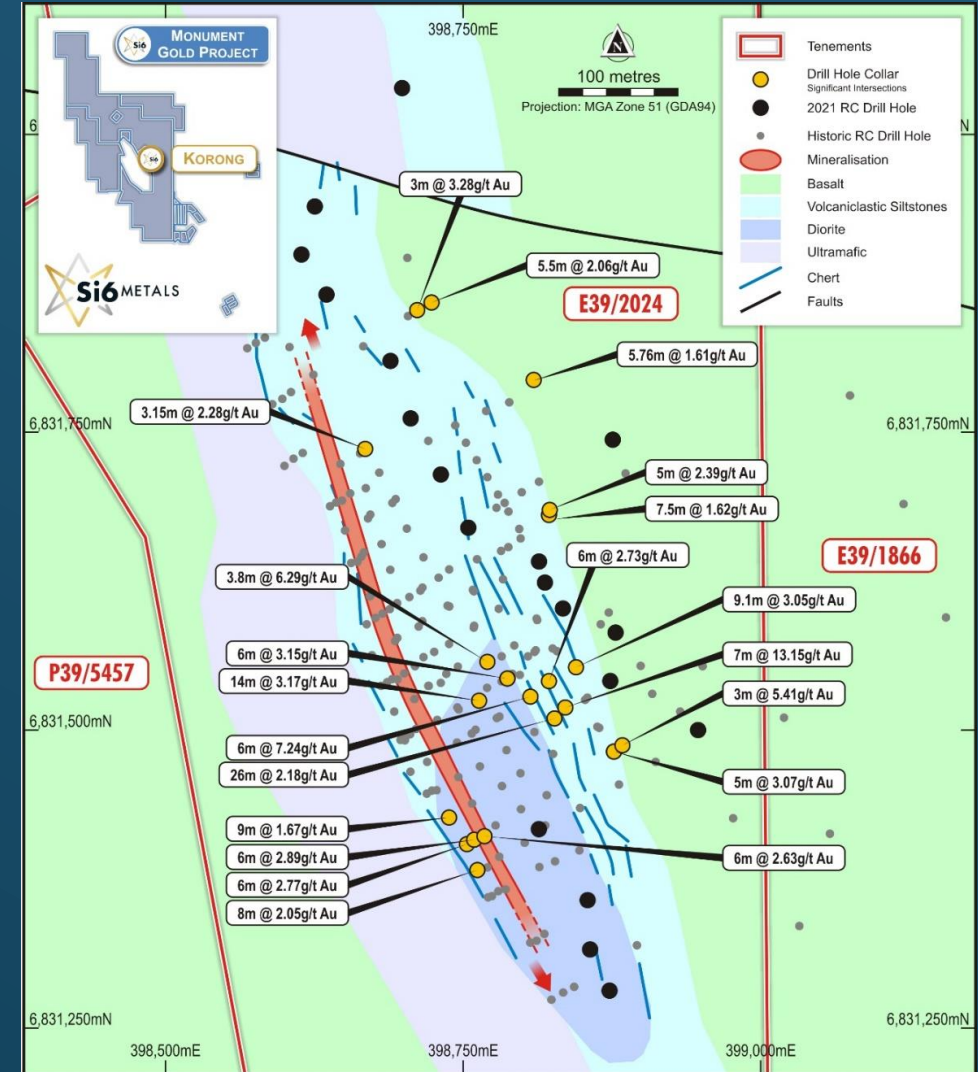 MONUMENT
GOLD PROJECT
Si6
Si6
KORONG
Si6 METALS
398,750mE
N
100 metres
Projection: MGA Zone 51 (GDA94)
Tenements
Drill Hole Collar
Significant Intersections
2021 RC Drill Hole
Historic RC Drill Hole
Mineralisation
Basalt
Volcaniclastic Siltstones
Diorite
Ultramafic
Chert
Faults
6
N
3m @ 3.28g/t Au
5.5m @ 2.06g/t Au
E39/2024
5.76m @ 1.61g/t Au
3.15m @ 2.28g/t Au
6,831,750mN
6,831,750mN
5m @ 2.39g/t Au
7.5m @ 1.62g/t Au
6m @ 2.73g/t Au
E39/1866
3.8m @ 6.29g/t Au
9.1m @ 3.05g/t Au
6m @ 3.15g/t Au
7m @ 13.15g/t Au
P39/5457
14m @ 3.17g/t Au
3m @ 5.41g/t Au
6,831,500mN
6,831,500mN
6m @ 7.24g/t Au
26m @ 2.18g/t Au
5m @ 3.07g/t Au
9m @ 1.67g/t Au
6m @ 2.89g/t Au
6m @ 2.63g/t Au
6m @ 2.77g/t Au
8m @ 2.05g/t Au
6,831,250mN
6,831,250mN
398,500mE
398,750mE
399,000mE